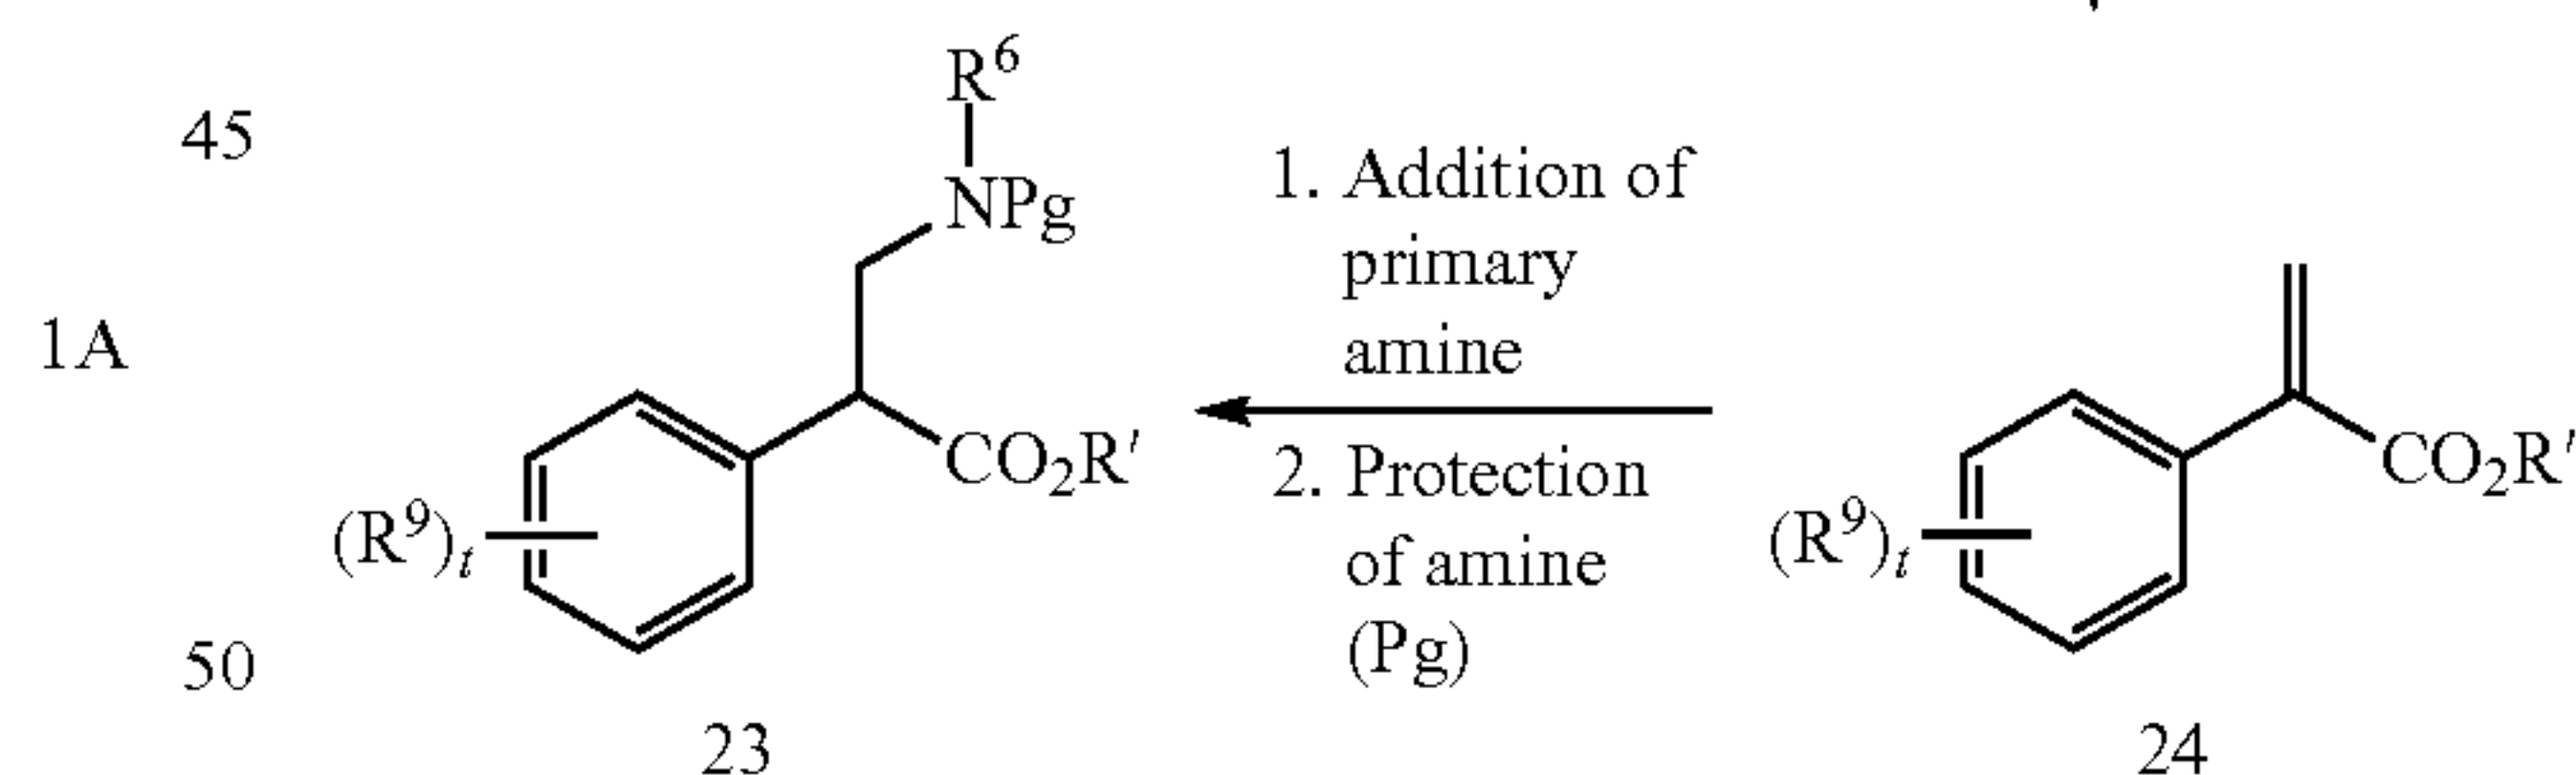 R⁶
45
NPg
1. Addition of
primary
amine
1A
CO₂R'
CO₂R'
2. Protection
of amine
(Pg)
(R⁹)ₜ
(R⁹)ₜ
50
23
24